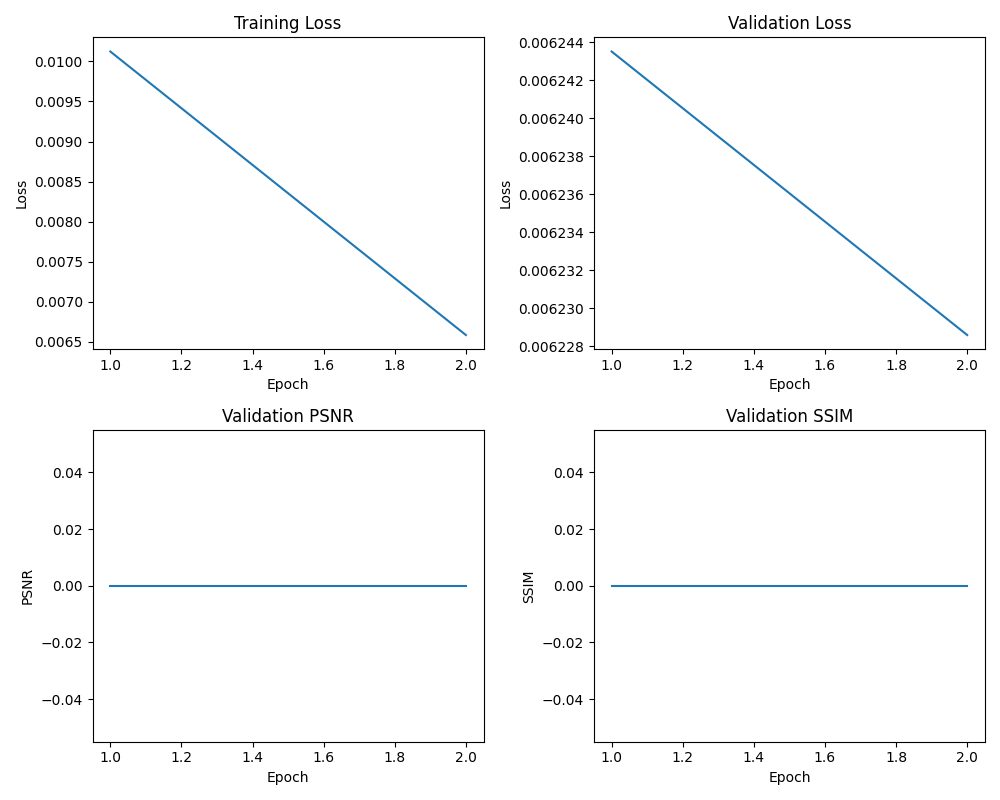 Training Loss
Loss
0.0100
0.0095
0.0090
0.0085
0.0080
0.0075
0.0070
0.0065
1.0 1.2 1.4 1.6 1.8 2.0
Epoch
Validation Loss
Loss
0.006244
0.006242
0.006240
0.006238
0.006236
0.006234
0.006232
0.006230
0.006228
1.0 1.2 1.4 1.6 1.8 2.0
Epoch
Validation PSNR
PSNR
0.04
0.02
0.00
−0.02
−0.04
1.0 1.2 1.4 1.6 1.8 2.0
Epoch
Validation SSIM
SSIM
0.04
0.02
0.00
−0.02
−0.04
1.0 1.2 1.4 1.6 1.8 2.0
Epoch